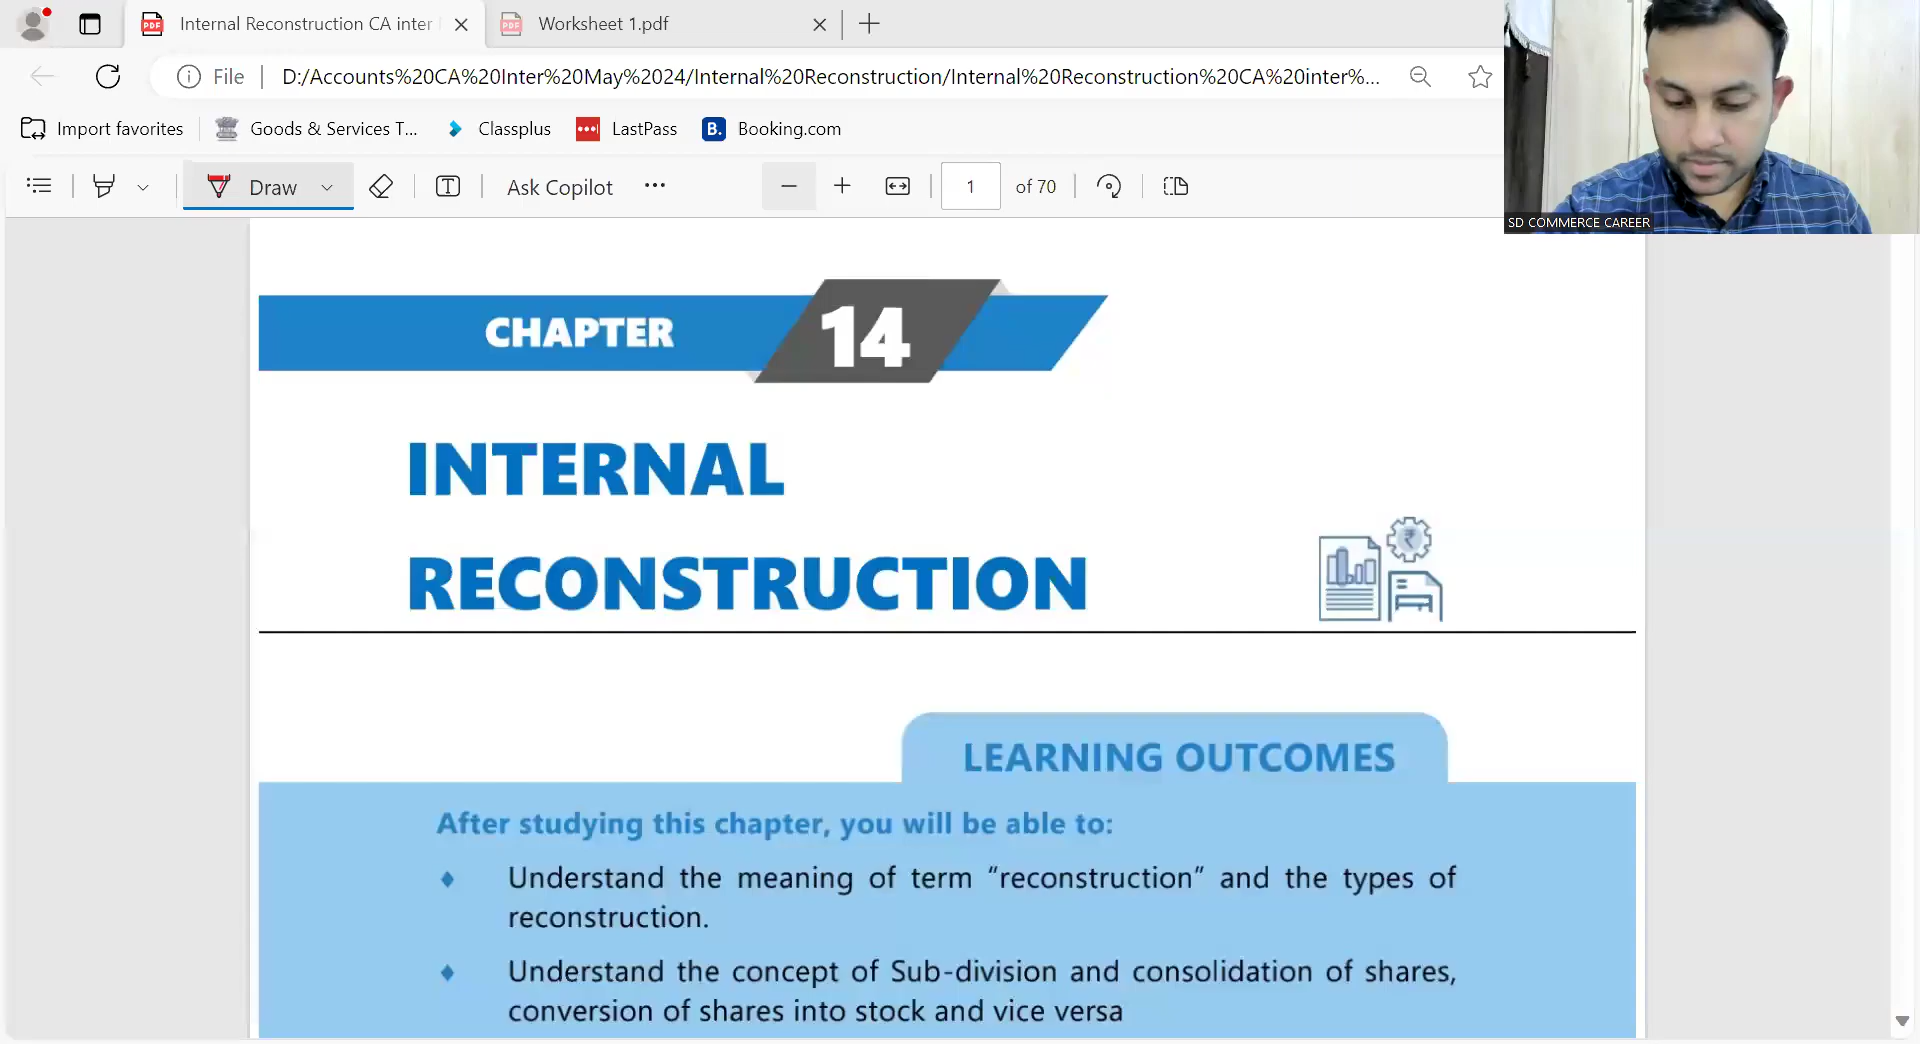 Internal Reconstruction CA inter
Worksheet 1.pdf
File
D:/Accounts%20CA%20Inter%20May%2024/Internal%20Reconstruction/Internal%20Reconstruction%20CA%20inter%...
Import favorites
Goods & Services T...
Classplus
LastPass
B.
Booking.com
Draw
Ask Copilot
1
of 70
SD COMMERCE CAREER
CHAPTER 14
INTERNAL
RECONSTRUCTION
₹
LEARNING OUTCOMES
After studying this chapter, you will be able to:
Understand the meaning of term “reconstruction” and the types of
reconstruction.
Understand the concept of Sub-division and consolidation of shares,
conversion of shares into stock and vice versa